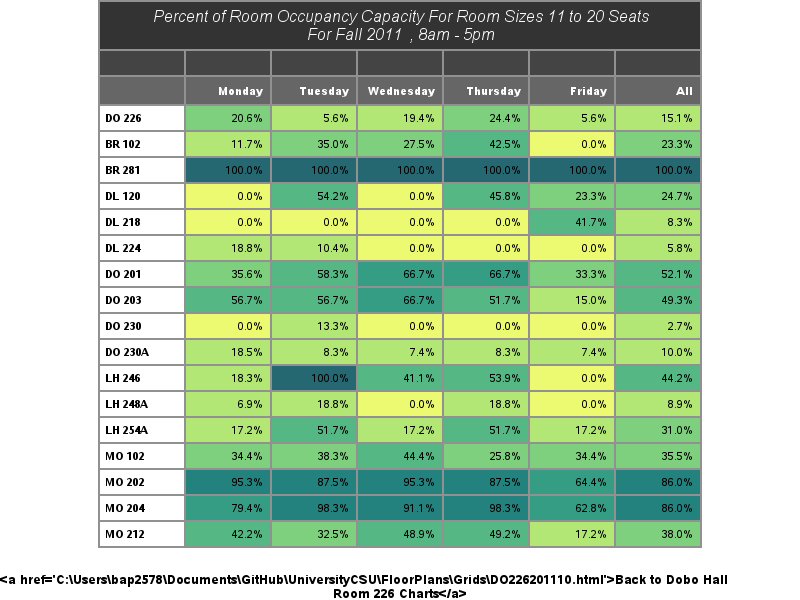 Percent of Room Occupancy Capacity For Room Sizes 11 to 20 Seats
For Fall 2011 , 8am - 5pm
Monday Tuesday Wednesday Thursday Friday All
DO 226 20.6% 5.6% 19.4% 24.4% 5.6% 15.1%
BR 102 11.7% 35.0% 27.5% 42.5% 0.0% 23.3%
BR 281 100.0% 100.0% 100.0% 100.0% 100.0% 100.0%
DL 120 0.0% 54.2% 0.0% 45.8% 23.3% 24.7%
DL 218 0.0% 0.0% 0.0% 0.0% 41.7% 8.3%
DL 224 18.8% 10.4% 0.0% 0.0% 0.0% 5.8%
DO 201 35.6% 58.3% 66.7% 66.7% 33.3% 52.1%
DO 203 56.7% 56.7% 66.7% 51.7% 15.0% 49.3%
DO 230 0.0% 13.3% 0.0% 0.0% 0.0% 2.7%
DO 230A 18.5% 8.3% 7.4% 8.3% 7.4% 10.0%
LH 246 18.3% 100.0% 41.1% 53.9% 0.0% 44.2%
LH 248A 6.9% 18.8% 0.0% 18.8% 0.0% 8.9%
LH 254A 17.2% 51.7% 17.2% 51.7% 17.2% 31.0%
MO 102 34.4% 38.3% 44.4% 25.8% 34.4% 35.5%
MO 202 95.3% 87.5% 95.3% 87.5% 64.4% 86.0%
MO 204 79.4% 98.3% 91.1% 98.3% 62.8% 86.0%
MO 212 42.2% 32.5% 48.9% 49.2% 17.2% 38.0%
<a href='C:\Users\bap2578\Documents\GitHub\UniversityCSU\FloorPlans\Grids\DO226201110.html'>Back to Dobo Hall
Room 226 Charts</a>